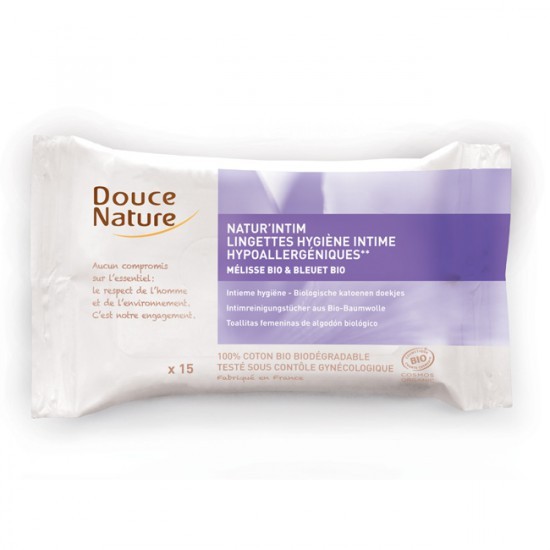 Douce
Nature
Aucun compromis
sur l'essentiel :
le respect de l'homme
et de l'environnement.
C'est notre engagement.
x 15
NATUR'INTIM
LINGETTES HYGIÈNE INTIME
HYPOALLERGÉNIQUES**
MÉLISSE BIO & BLEUET BIO
Intieme hygiëne - Biologische katoenen doekjes
Intimreinigungstücher aus Bio-Baumwolle
Toallitas femeninas de algodón biológico
100% COTON BIO BIODÉGRADABLE
TESTÉ SOUS CONTÔLE GYNÉCOLOGIQUE
Fabriqué en France
BIO
COSMOS